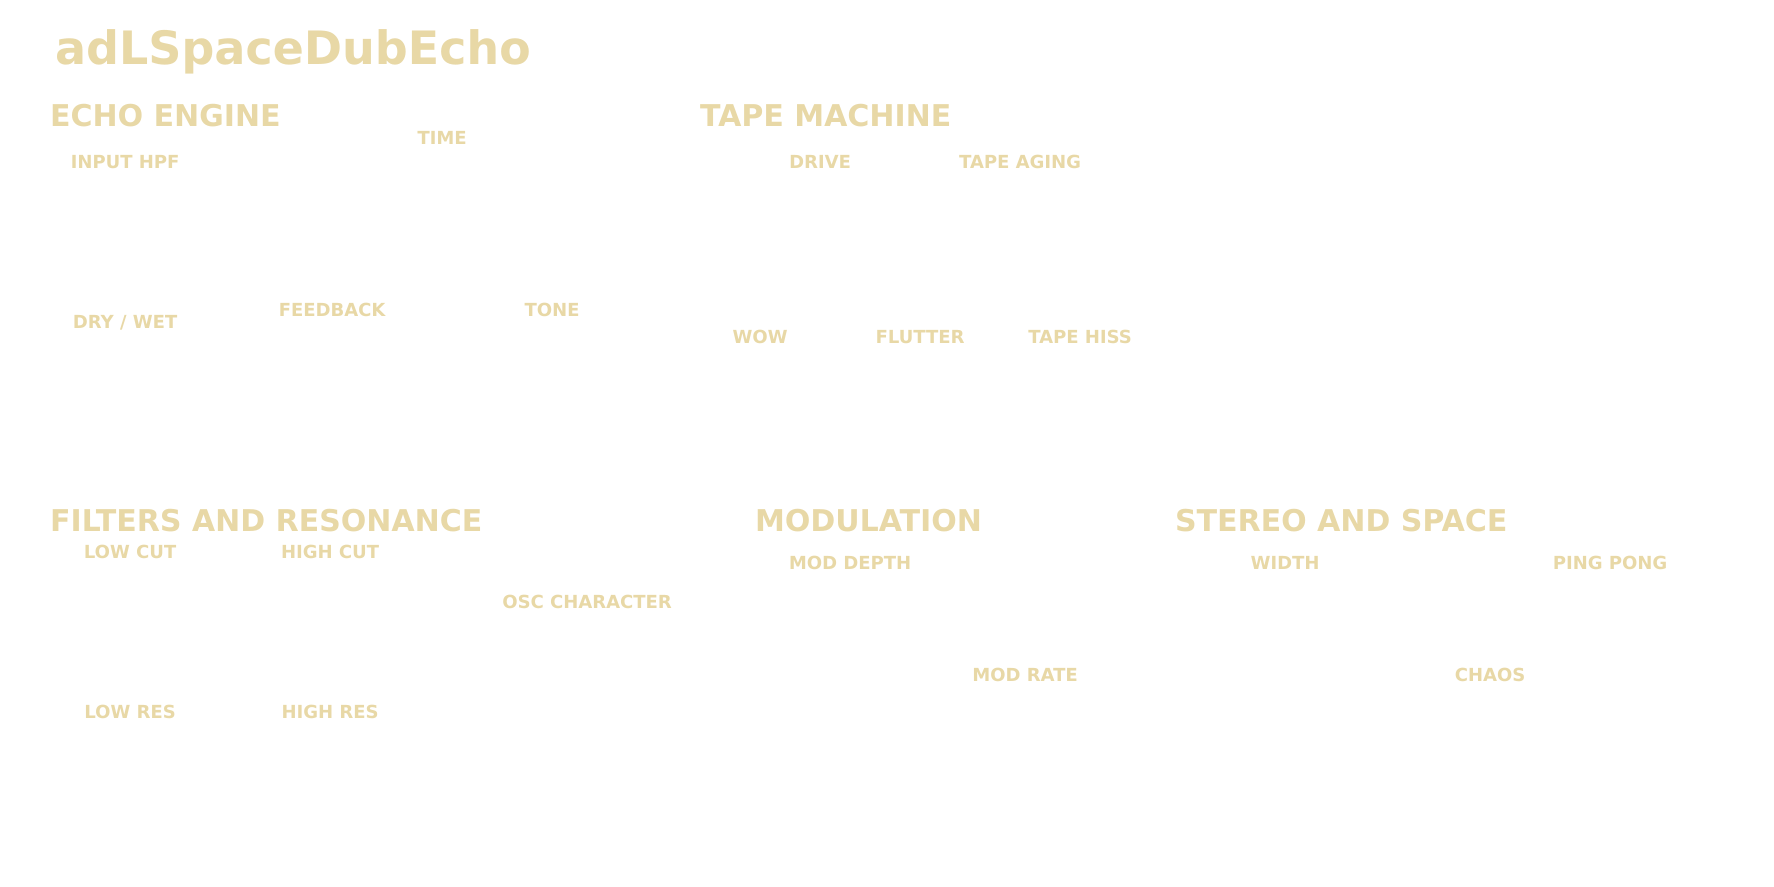 adLSpaceDubEcho
ECHO ENGINE
TIME
INPUT HPF
DRY / WET
FEEDBACK
TONE
TAPE MACHINE
DRIVE
TAPE AGING
WOW
FLUTTER
TAPE HISS
FILTERS AND RESONANCE
LOW CUT
HIGH CUT
OSC CHARACTER
LOW RES
HIGH RES
MODULATION
MOD DEPTH
MOD RATE
STEREO AND SPACE
WIDTH
PING PONG
CHAOS